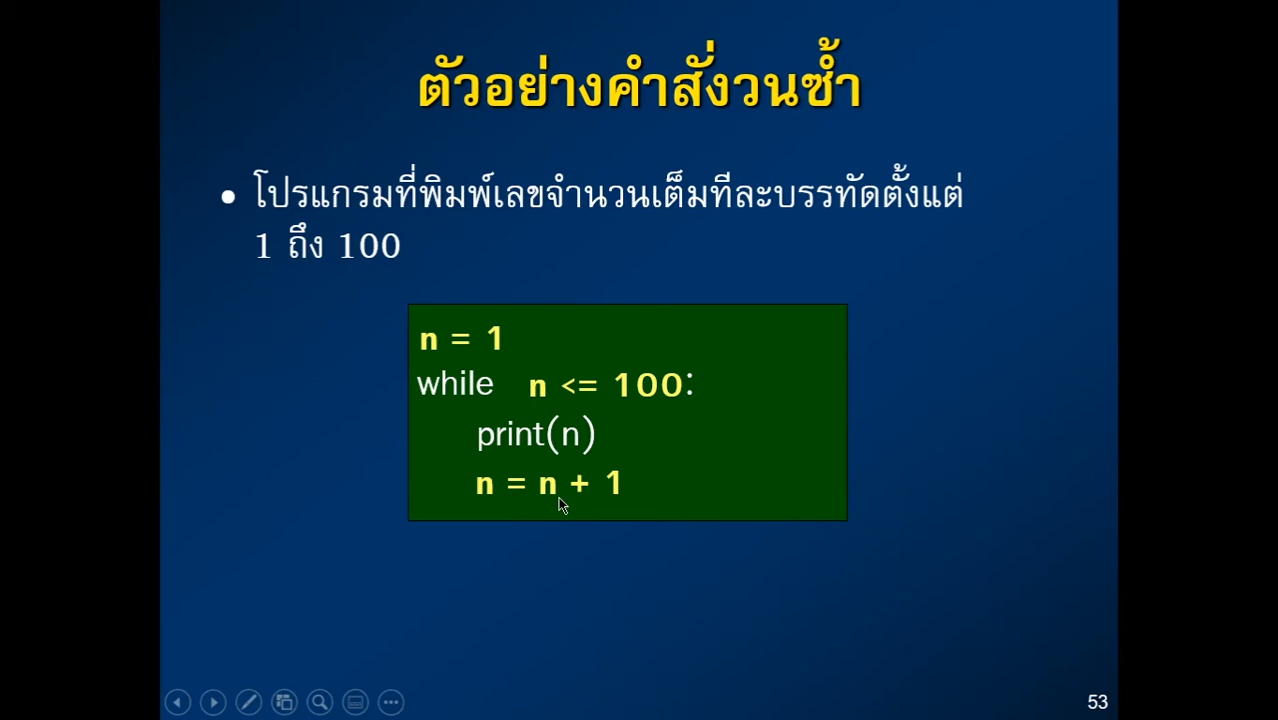 ตัวอย่างคำสั่งวนซ้ำ
• โปรแกรมที่พิมพ์เลขจำนวนเต็มทีละบรรทัดตั้งแต่
1 ถึง 100
n = 1
while n <= 100:
print(n)
n = n + 1
53